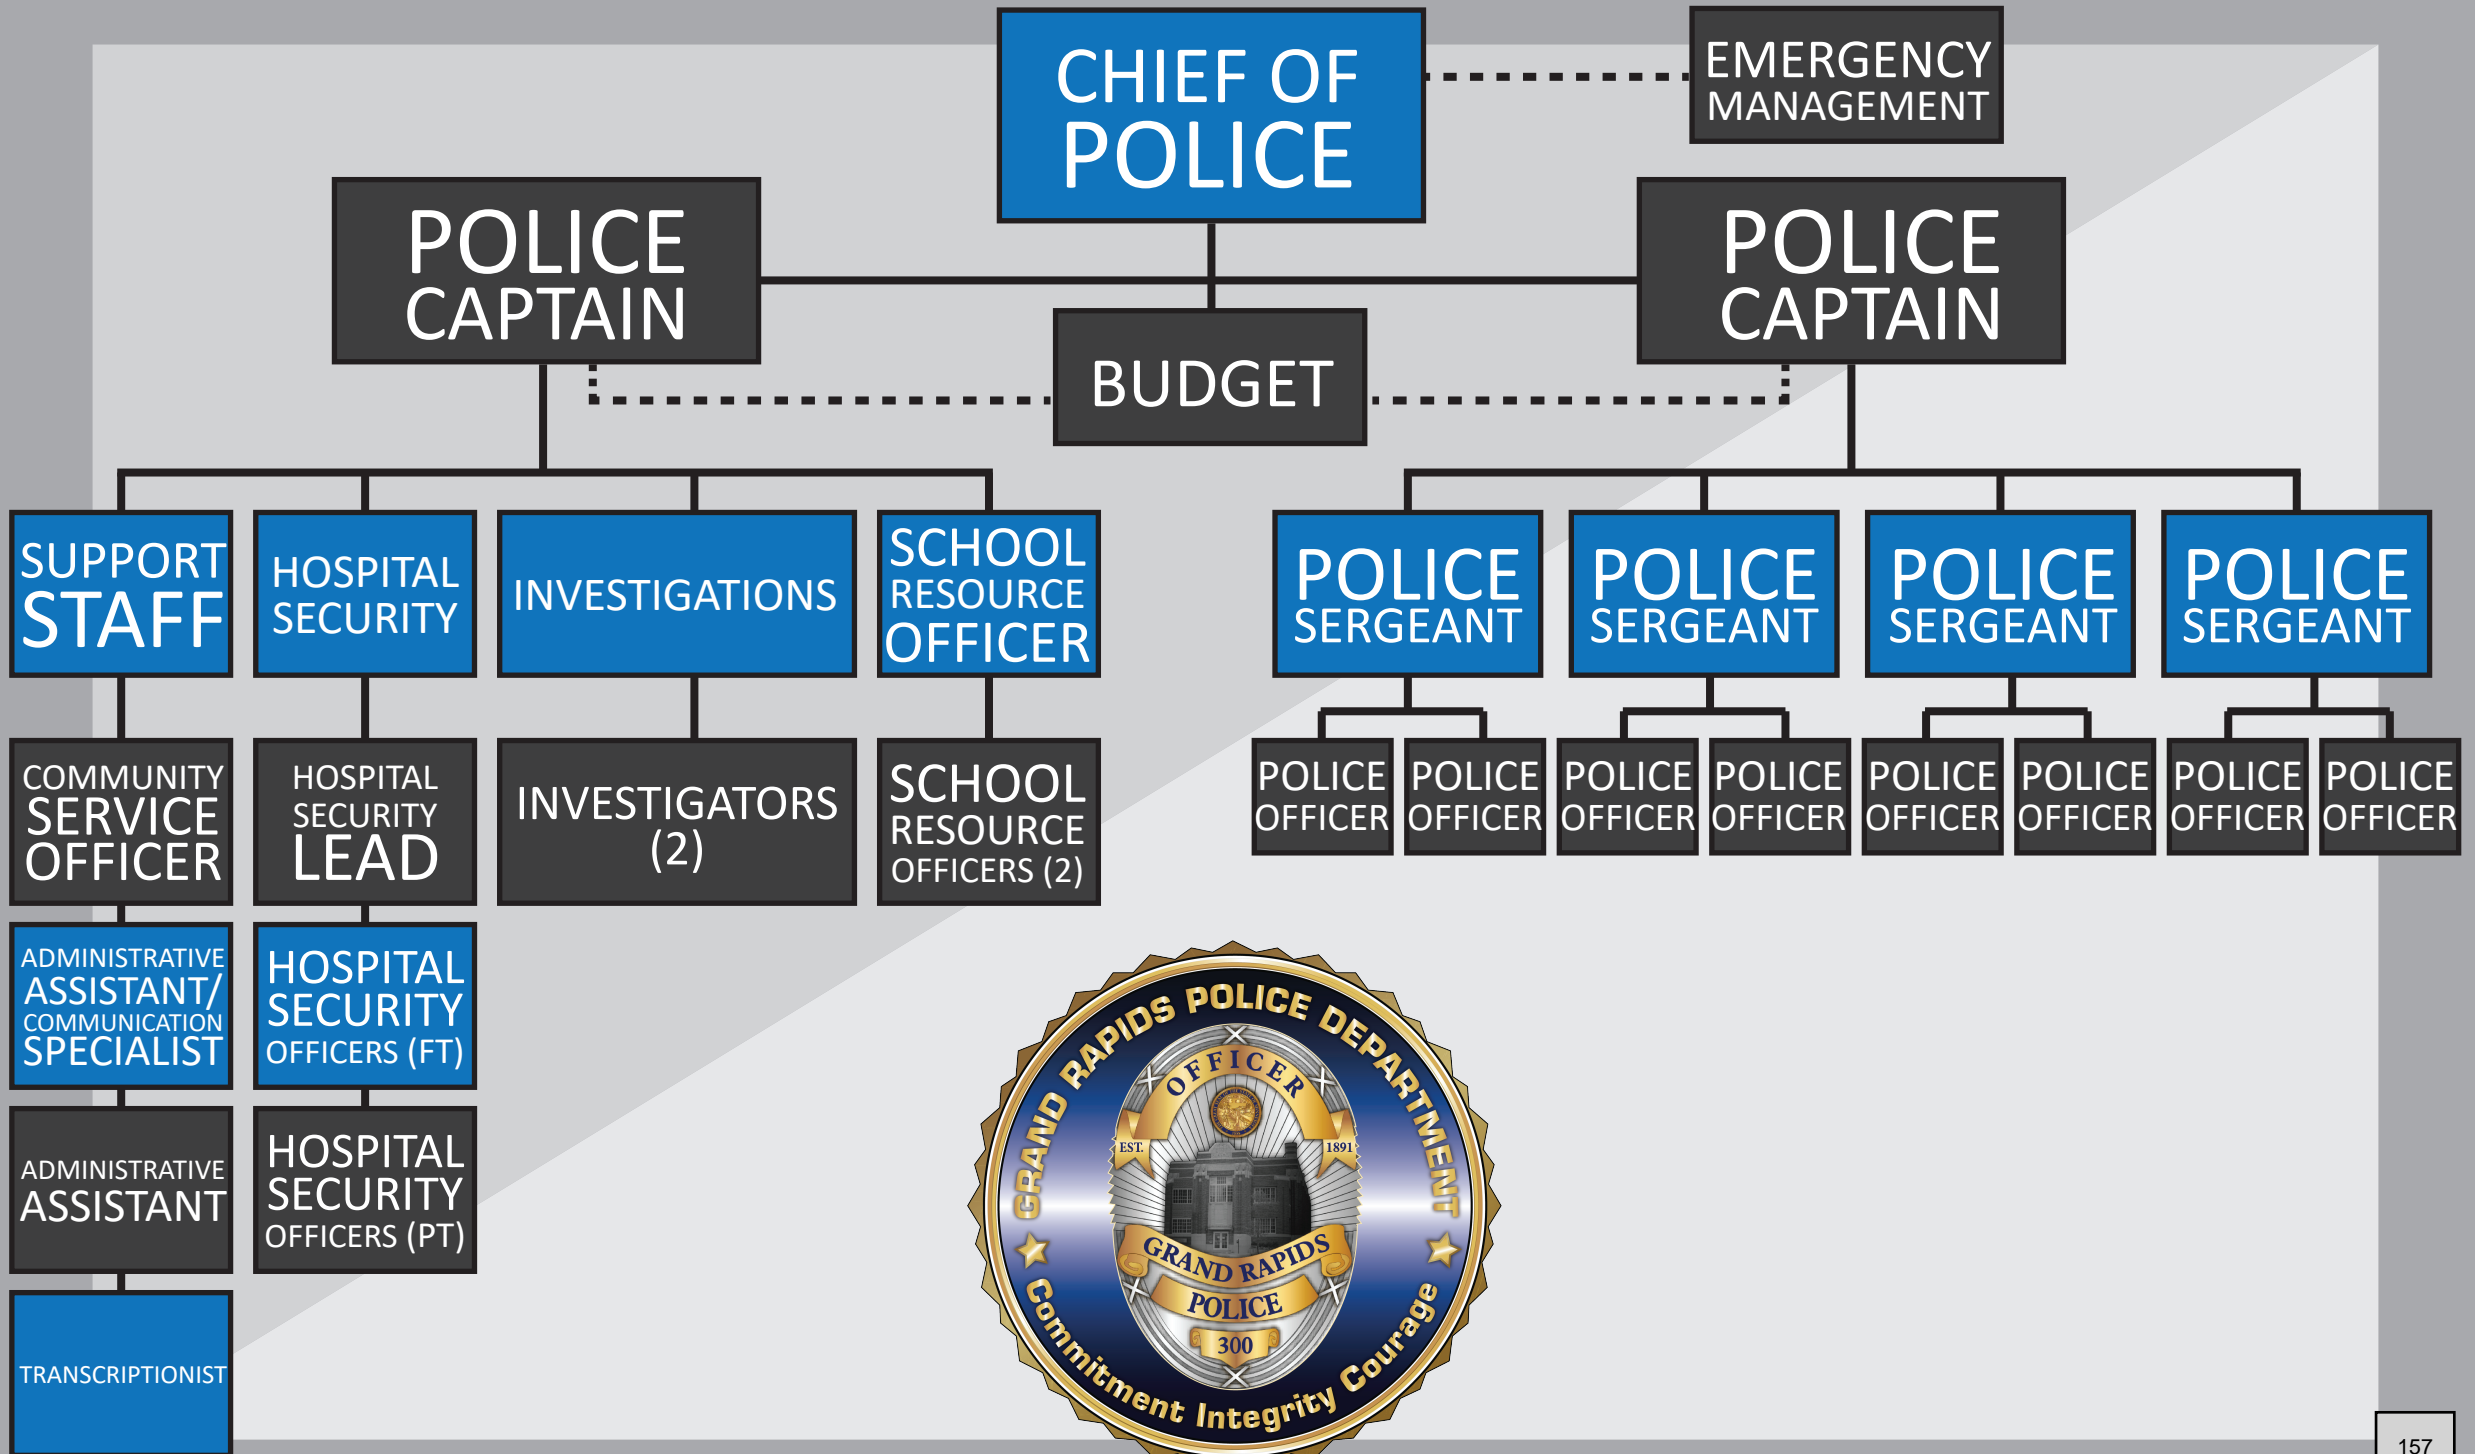 CHIEF OF
POLICE
EMERGENCY
MANAGEMENT
POLICE
CAPTAIN
POLICE
CAPTAIN
BUDGET
SUPPORT
STAFF
HOSPITAL
SECURITY
INVESTIGATIONS
SCHOOL
RESOURCE
OFFICER
POLICE
SERGEANT
POLICE
SERGEANT
POLICE
SERGEANT
POLICE
SERGEANT
COMMUNITY
SERVICE
OFFICER
HOSPITAL
SECURITY
LEAD
INVESTIGATORS
(2)
SCHOOL
RESOURCE
OFFICERS (2)
POLICE
OFFICER
POLICE
OFFICER
POLICE
OFFICER
POLICE
OFFICER
POLICE
OFFICER
POLICE
OFFICER
POLICE
OFFICER
POLICE
OFFICER
ADMINISTRATIVE
ASSISTANT/
COMMUNICATION
SPECIALIST
HOSPITAL
SECURITY
OFFICERS (FT)
ADMINISTRATIVE
ASSISTANT
HOSPITAL
SECURITY
OFFICERS (PT)
TRANSCRIPTIONIST
GRAND RAPIDS POLICE DEPARTMENT
OFFICER
EST.
1891
GRAND RAPIDS
POLICE
300
Commitment Integrity Courage
157